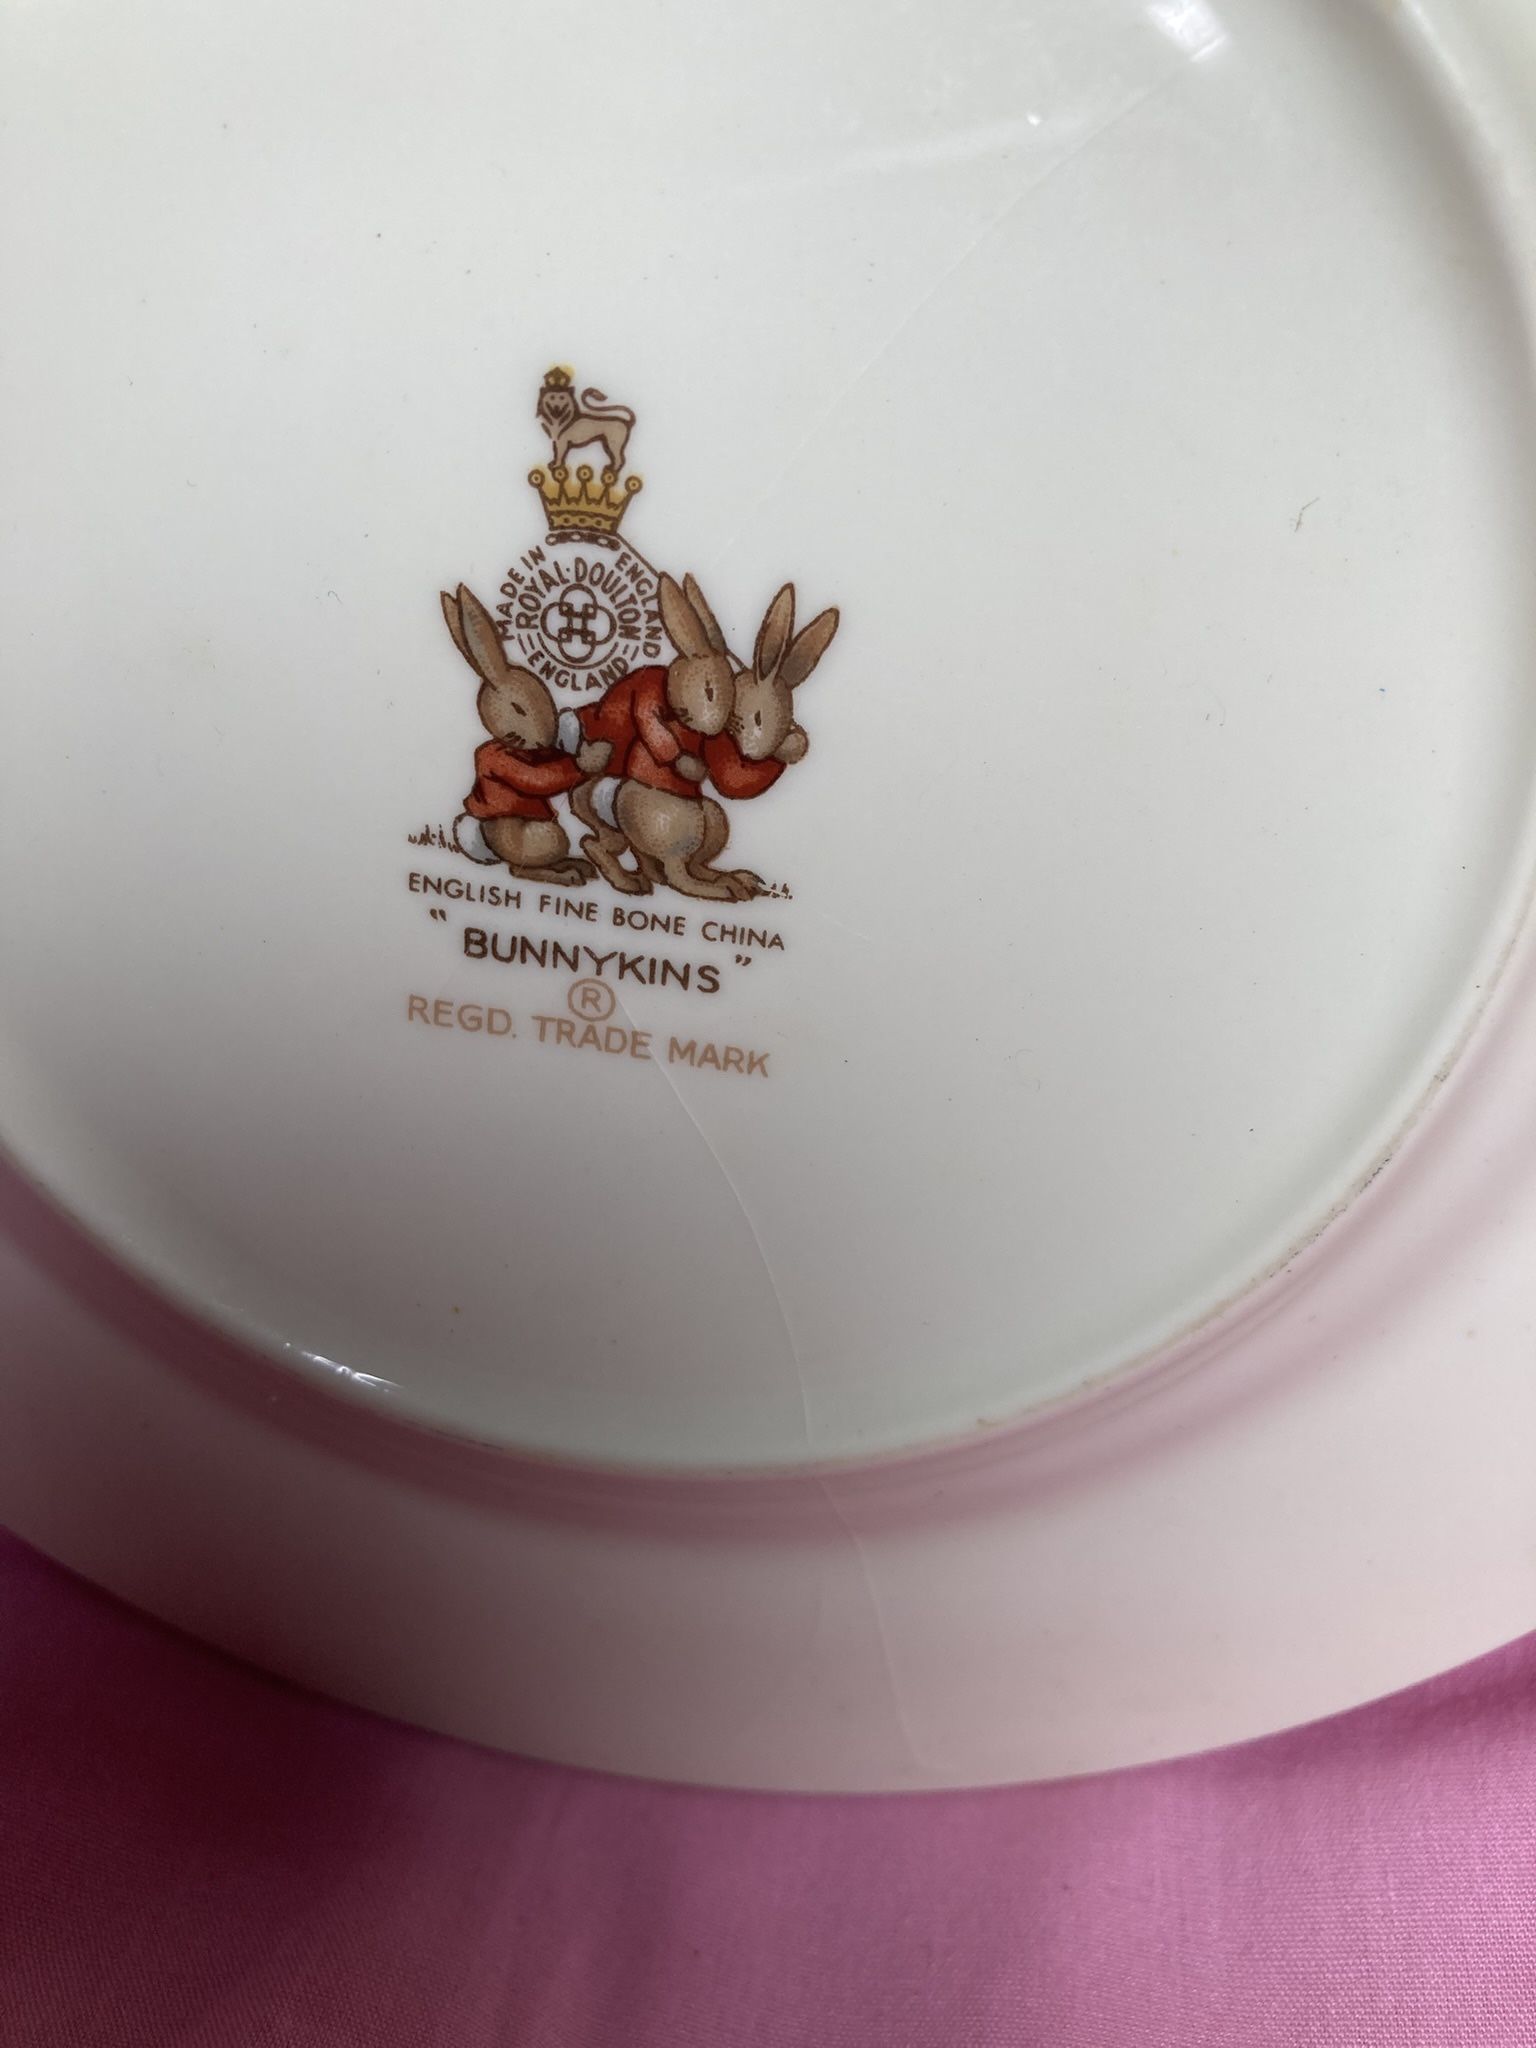 MADE IN ENGLAND
ROYAL·DOULTON
ENGLAND
ENGLISH FINE BONE CHINA
"BUNNYKINS"
®
REGD. TRADE MARK